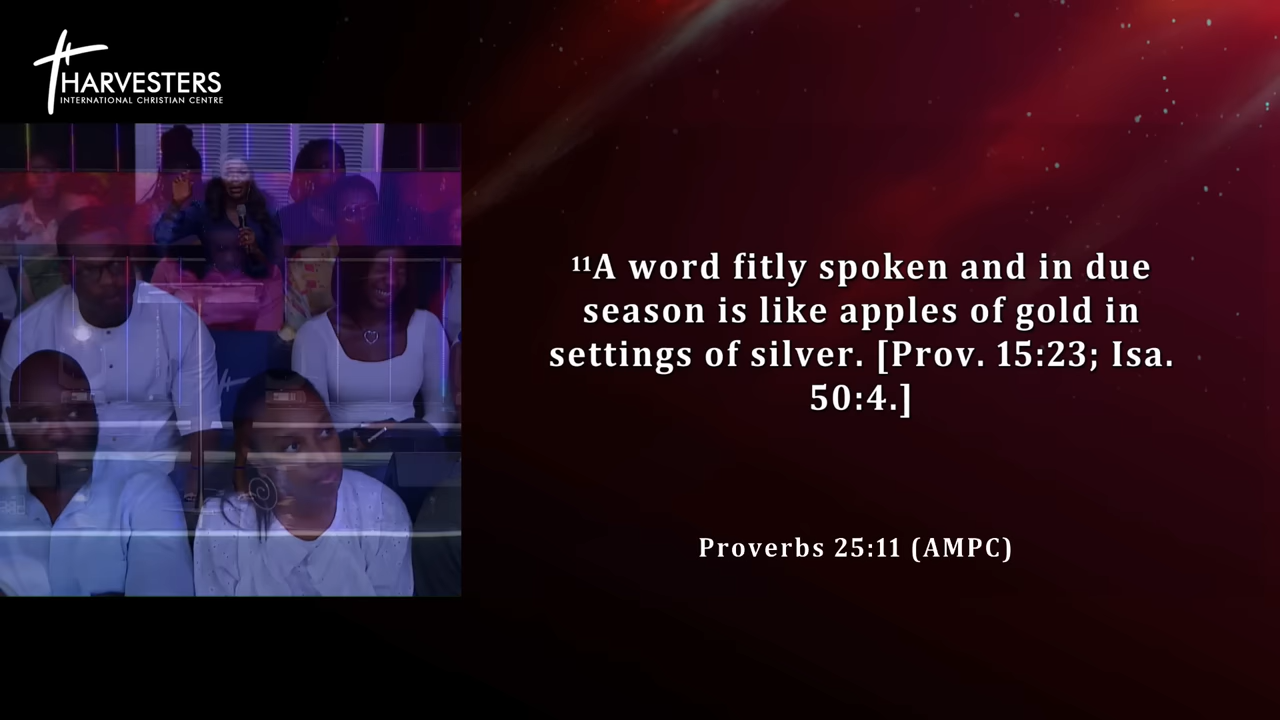 HARVESTERS
INTERNATIONAL CHRISTIAN CENTRE
¹¹A word fitly spoken and in due
season is like apples of gold in
settings of silver. [Prov. 15:23; Isa.
50:4.]
Proverbs 25:11 (AMPC)